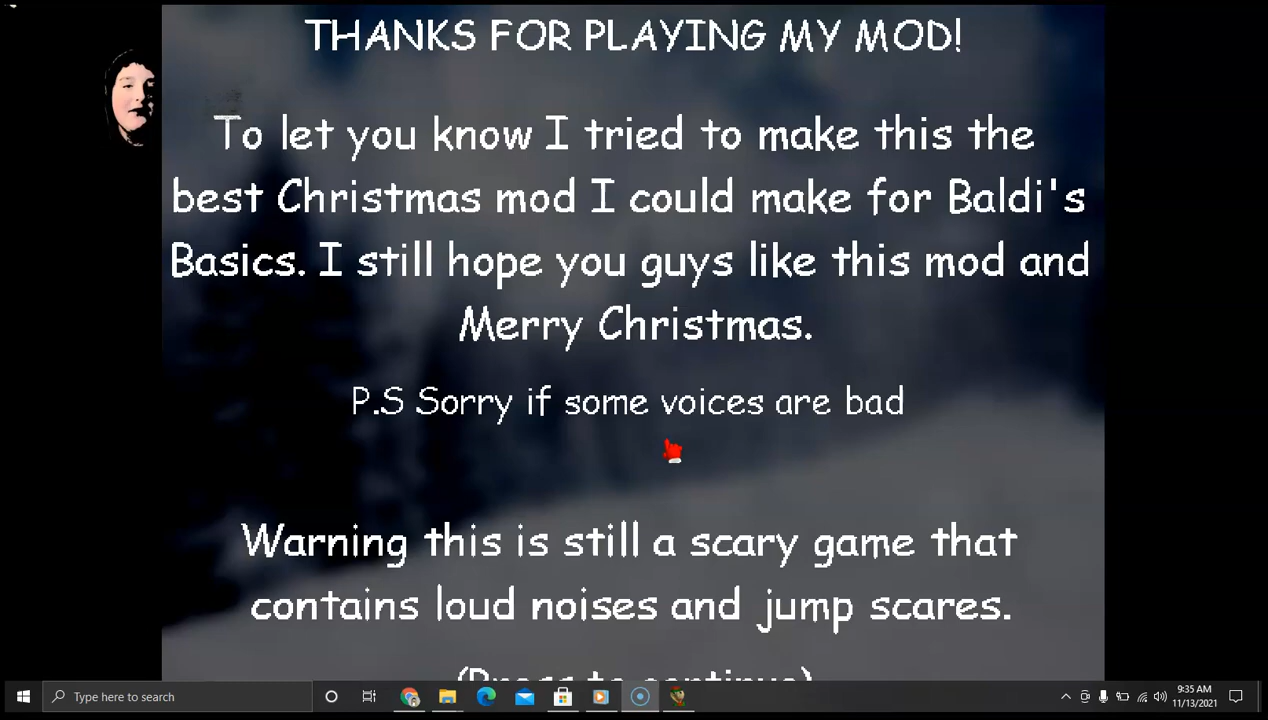 THANKS FOR PLAYING MY MOD!
To let you know I tried to make this the
best Christmas mod I could make for Baldi's
Basics. I still hope you guys like this mod and
Merry Christmas.
P.S Sorry if some voices are bad
Warning this is still a scary game that
contains loud noises and jump scares.
(Press to continue)
Type here to search
9:35 AM
11/13/2021